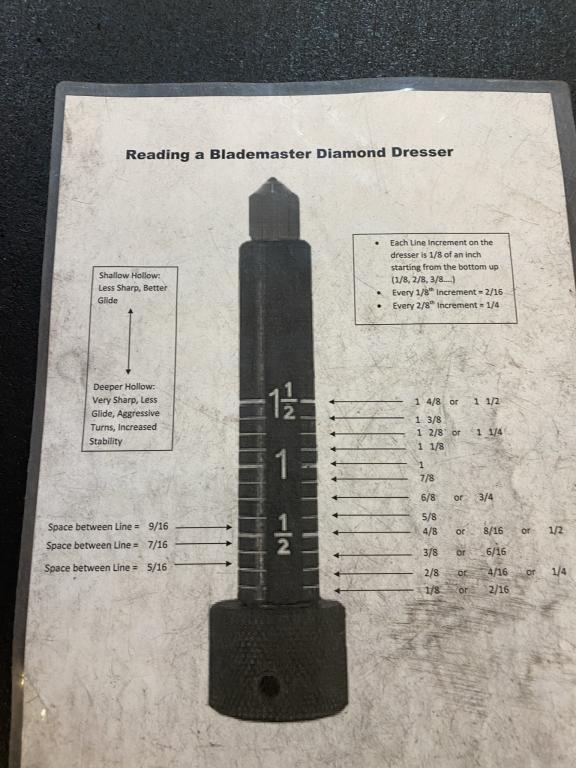 Reading a Blademaster Diamond Dresser
• Each Line Increment on the
dresser is 1/8 of an inch
starting from the bottom up
(1/8, 2/8, 3/8....)
• Every 1/8th Increment = 2/16
• Every 2/8th Increment = 1/4
Shallow Hollow:
Less Sharp, Better
Glide
Deeper Hollow:
Very Sharp, Less
Glide, Aggressive
Turns, Increased
Stability
1 1/2
1
1/2
1 4/8 or 1 1/2
1 3/8
1 2/8 or 1 1/4
1 1/8
1
7/8
6/8 or 3/4
5/8
4/8 or 8/16 or 1/2
3/8 or 6/16
2/8 or 4/16 or 1/4
1/8 or 2/16
Space between Line = 9/16
Space between Line = 7/16
Space between Line = 5/16